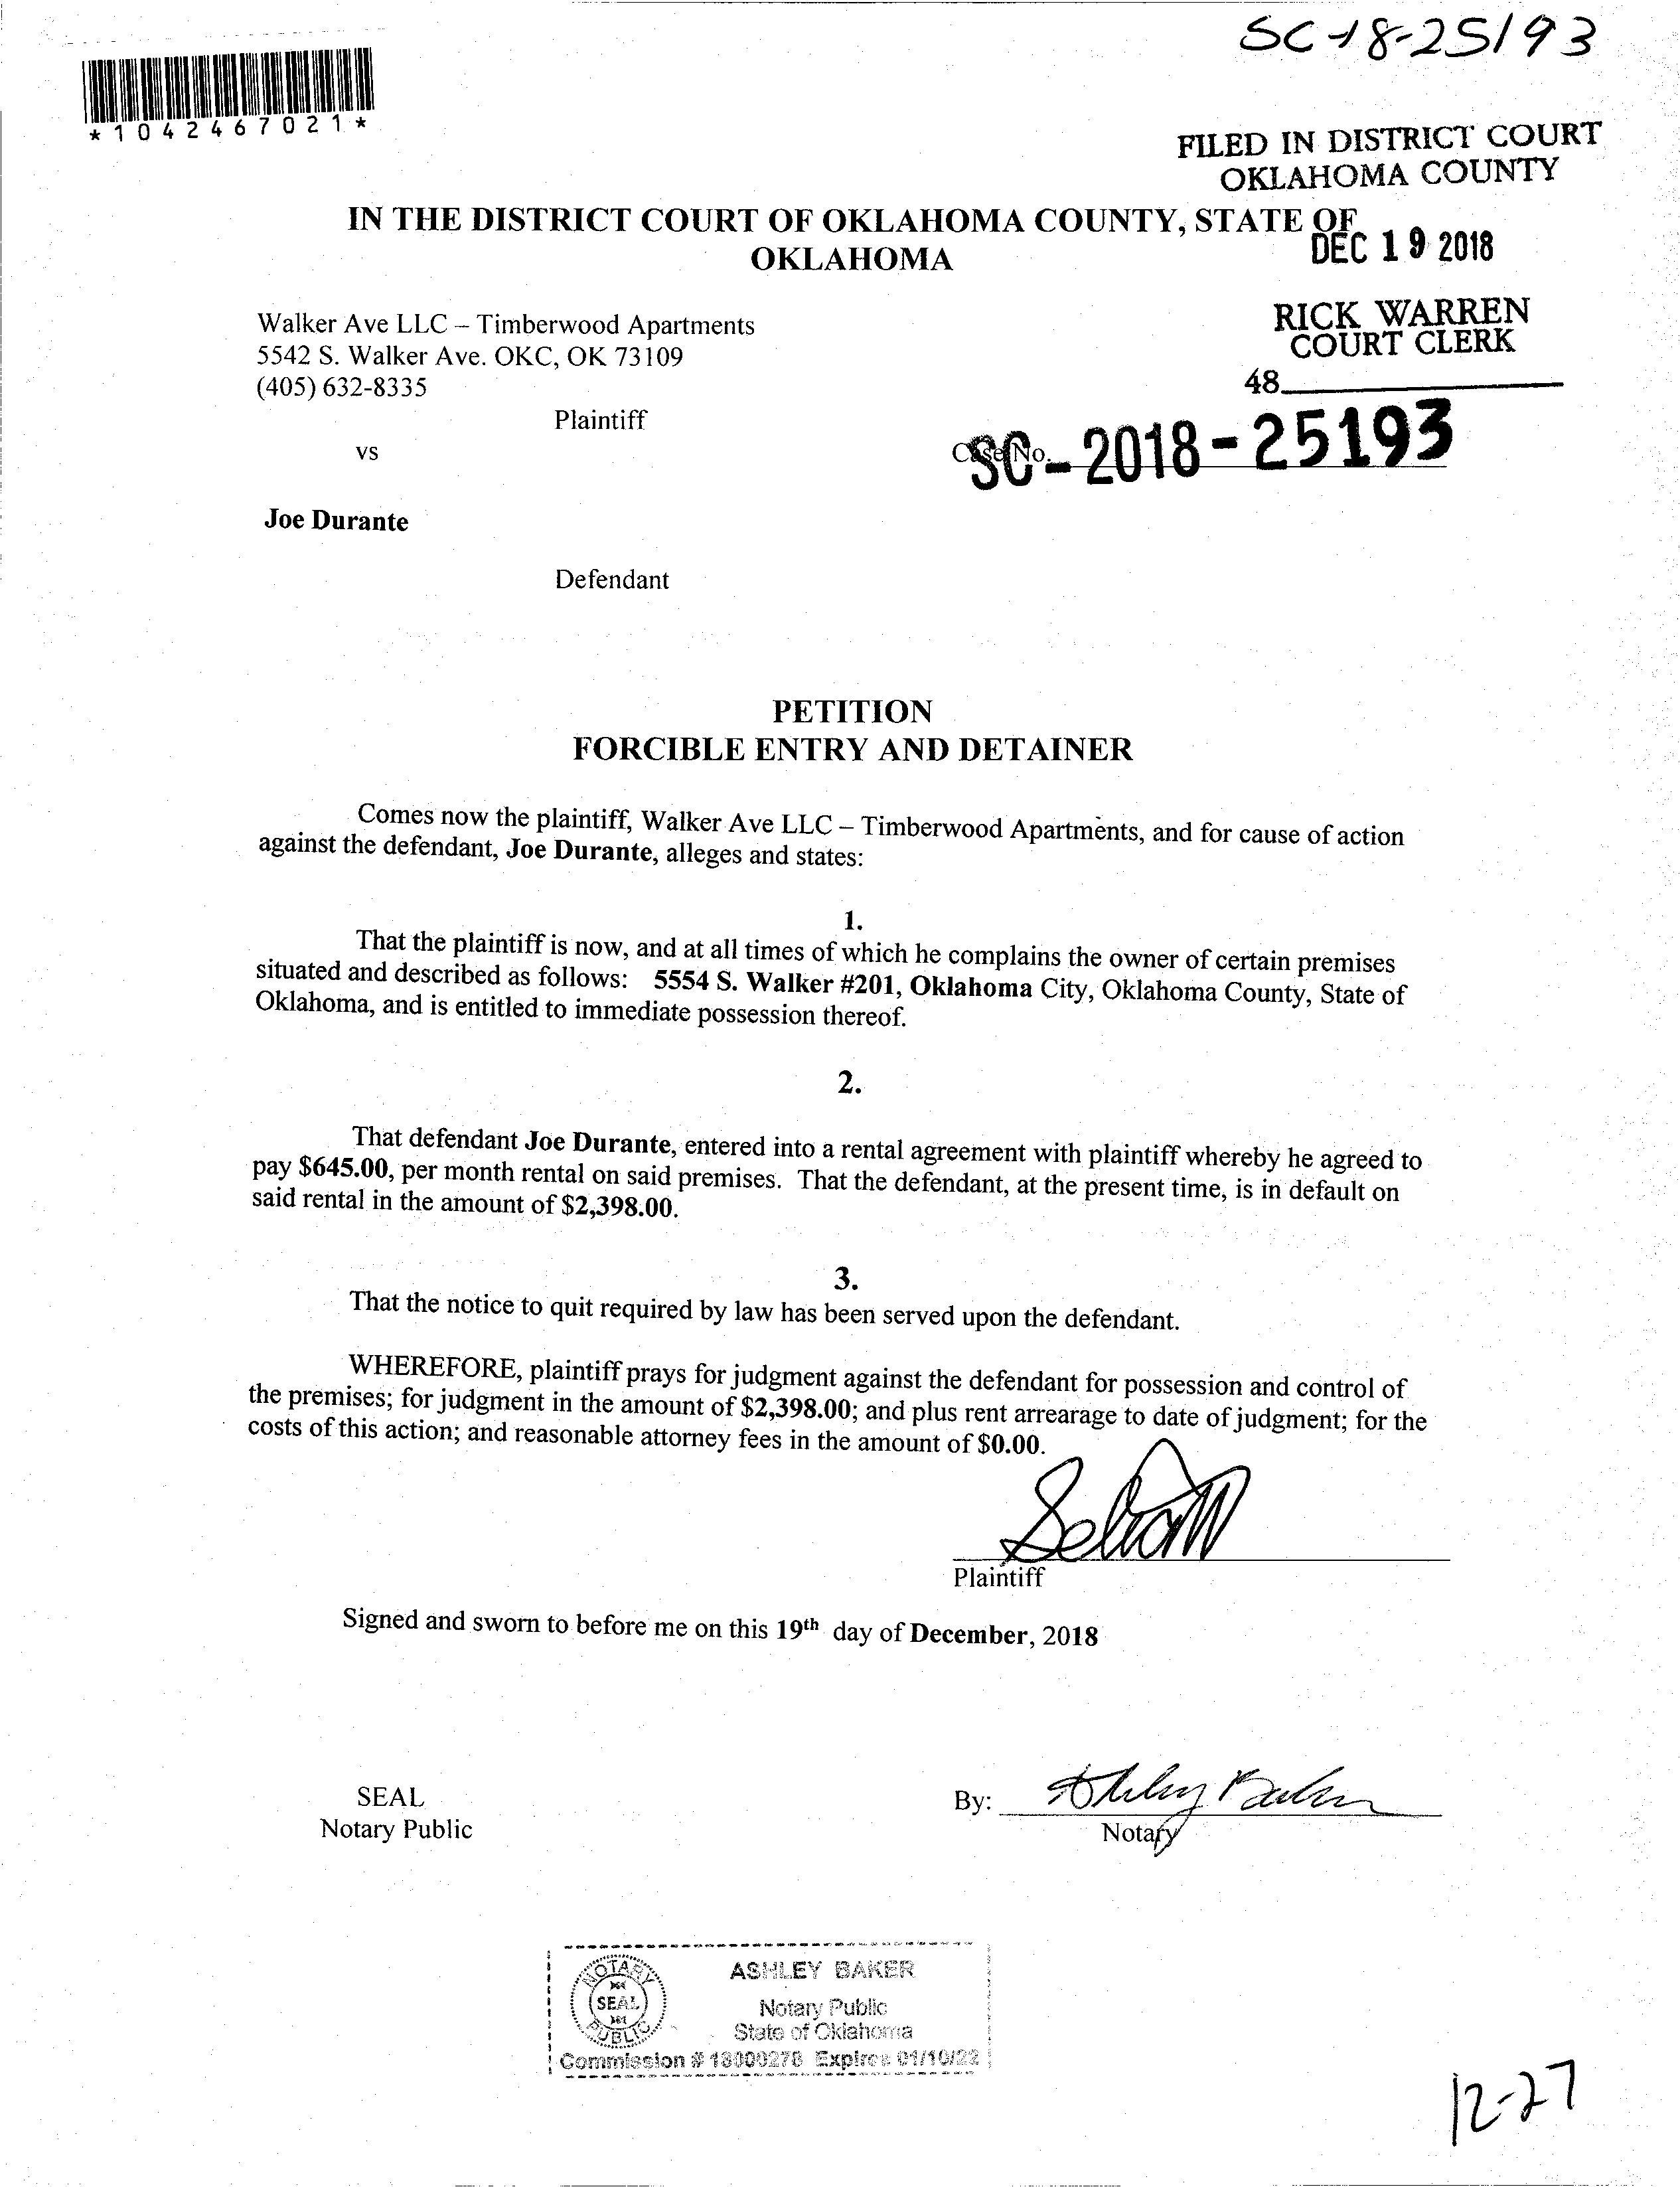 SC-18-25193
*1042467021*
FILED IN DISTRICT COURT
OKLAHOMA COUNTY
IN THE DISTRICT COURT OF OKLAHOMA COUNTY, STATE OF
OKLAHOMA
DEC 19 2018
RICK WARREN
COURT CLERK
48
Walker Ave LLC – Timberwood Apartments
5542 S. Walker Ave. OKC, OK 73109
(405) 632-8335
Plaintiff
vs
Case No.
SC-2018-25193
Joe Durante
Defendant
PETITION
FORCIBLE ENTRY AND DETAINER
Comes now the plaintiff, Walker Ave LLC – Timberwood Apartments, and for cause of action
against the defendant, Joe Durante, alleges and states:
1.
That the plaintiff is now, and at all times of which he complains the owner of certain premises
situated and described as follows: 5554 S. Walker #201, Oklahoma City, Oklahoma County, State of
Oklahoma, and is entitled to immediate possession thereof.
2.
That defendant Joe Durante, entered into a rental agreement with plaintiff whereby he agreed to
pay $645.00, per month rental on said premises. That the defendant, at the present time, is in default on
said rental in the amount of $2,398.00.
3.
That the notice to quit required by law has been served upon the defendant.
WHEREFORE, plaintiff prays for judgment against the defendant for possession and control of
the premises; for judgment in the amount of $2,398.00; and plus rent arrearage to date of judgment; for the
costs of this action; and reasonable attorney fees in the amount of $0.00.
Plaintiff
Signed and sworn to before me on this 19th day of December, 2018
SEAL
Notary Public
By: Ashley Baker
Notary
NOTARY
SEAL
PUBLIC
ASHLEY BAKER
Notary Public
State of Oklahoma
Commission # 18000278 Expires 01/10/22
12-27